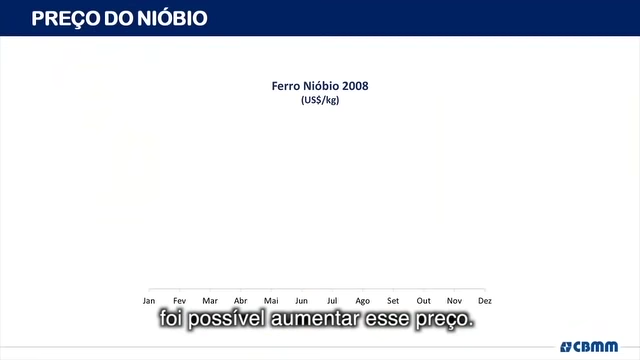 PREÇO DO NIÓBIO
Ferro Nióbio 2008
(US$/kg)
Jan Fev Mar Abr Mai Jun Jul Ago Set Out Nov Dez
foi possível aumentar esse preço.
CBMM